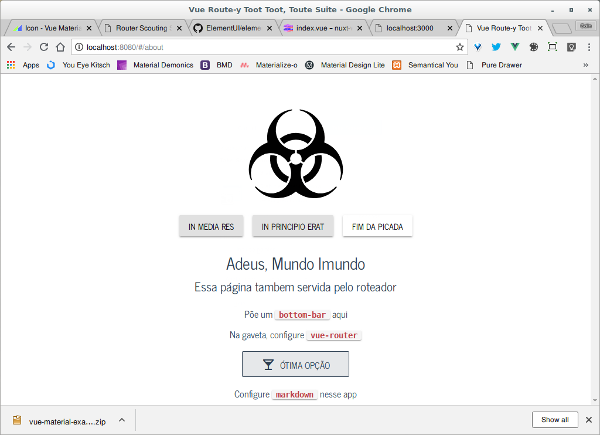 Vue Route-y Toot Toot, Toute Suite - Google Chrome
Icon - Vue Materia
Router Scouting
ElementUI/eleme
index.vue – nuxt-
localhost:3000
Vue Route-y Toot
localhost:8080/#/about
Apps
You Eye Kitsch
Material Demonics
BMD
Materialize-o
Material Design Lite
Semantical You
Pure Drawer
»
IN MEDIA RES
IN PRINCIPIO ERAT
FIM DA PICADA
Adeus, Mundo Imundo
Essa página tambem servida pelo roteador
Põe um bottom-bar aqui
Na gaveta, configure vue-router
ÓTIMA OPÇÃO
Configure markdown nesse app
vue-material-exa....zip
Show all